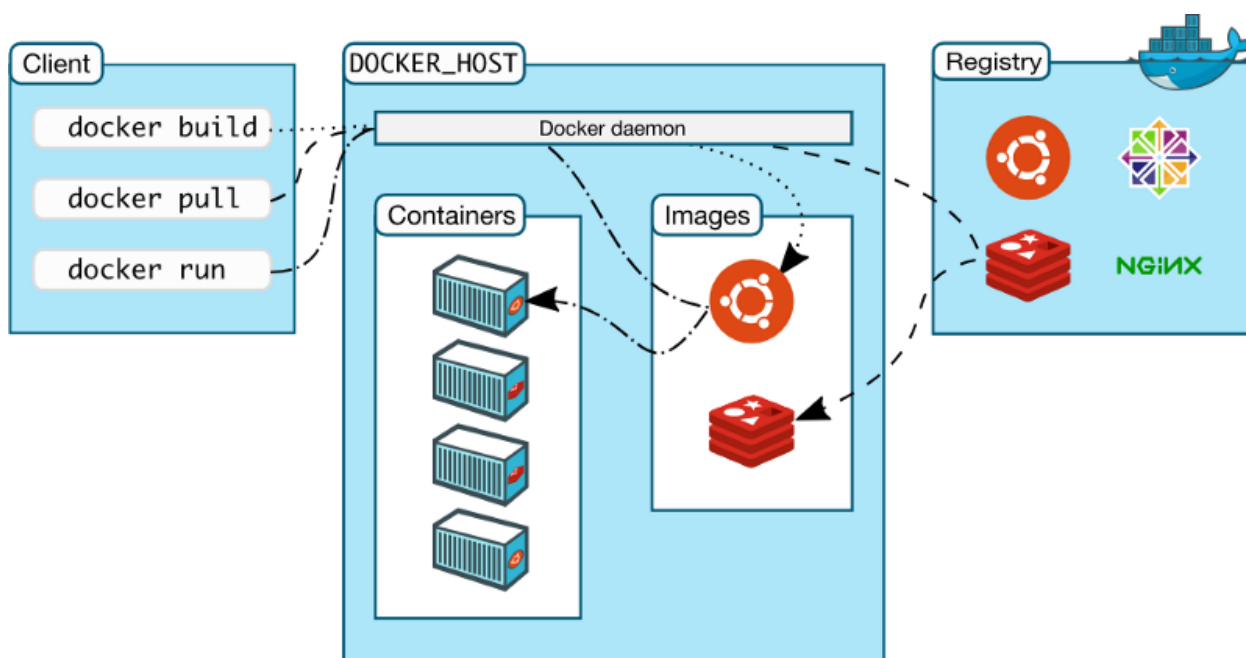 Client
docker build
docker pull
docker run
DOCKER_HOST
Docker daemon
Containers
Images
Registry
NGiNX